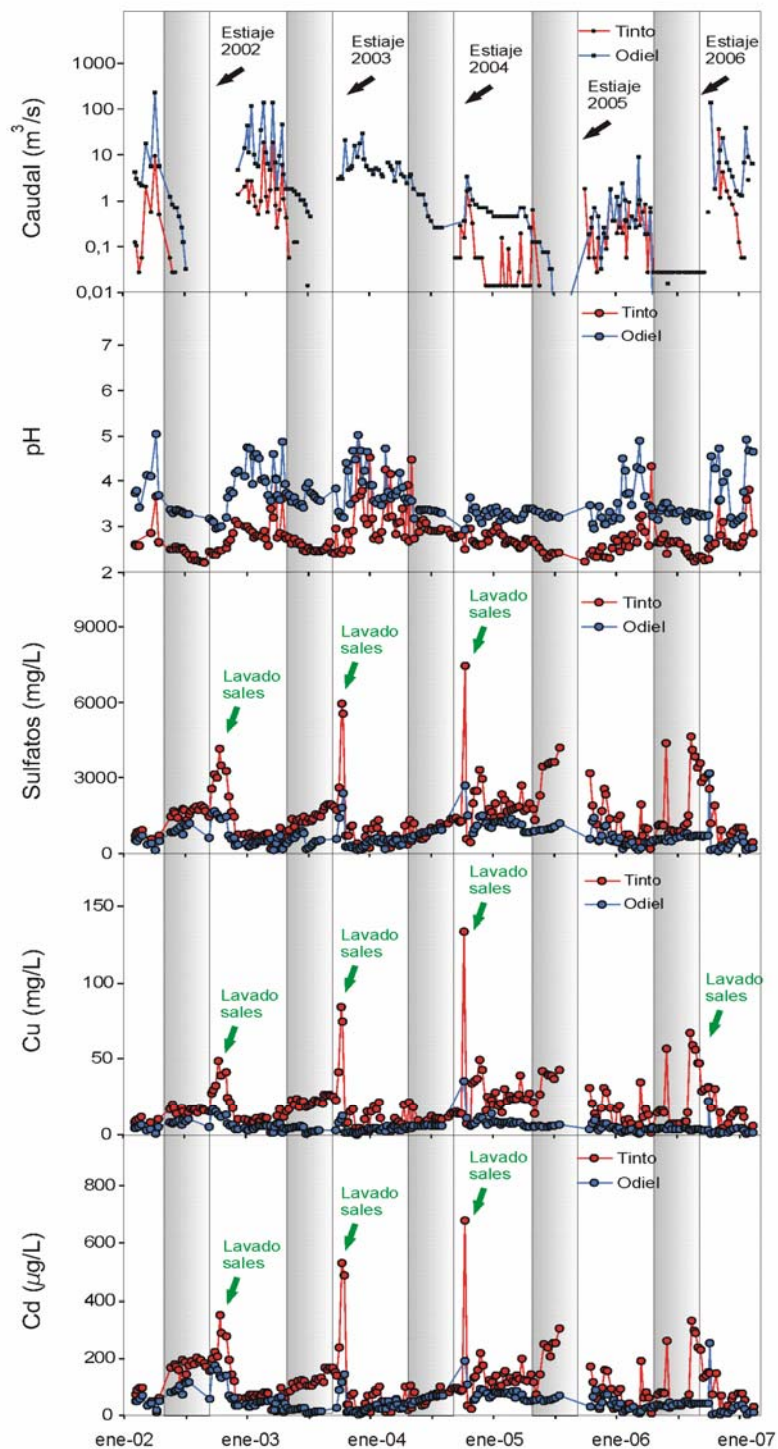 Estiaje
2002
Estiaje
2003
Estiaje
2004
Tinto
Odiel
Estiaje
2005
Estiaje
2006
Caudal (m³/s)
1000
100
10
1
0,1
0,01
Tinto
Odiel
pH
7
6
5
4
3
2
Tinto
Odiel
Lavado
sales
Lavado
sales
Lavado
sales
Sulfatos (mg/L)
9000
6000
3000
0
Tinto
Odiel
Lavado
sales
Lavado
sales
Lavado
sales
Lavado
sales
Cu (mg/L)
150
100
50
0
Tinto
Odiel
Lavado
sales
Lavado
sales
Lavado
sales
Cd (µg/L)
800
600
400
200
0
ene-02 ene-03 ene-04 ene-05 ene-06 ene-07